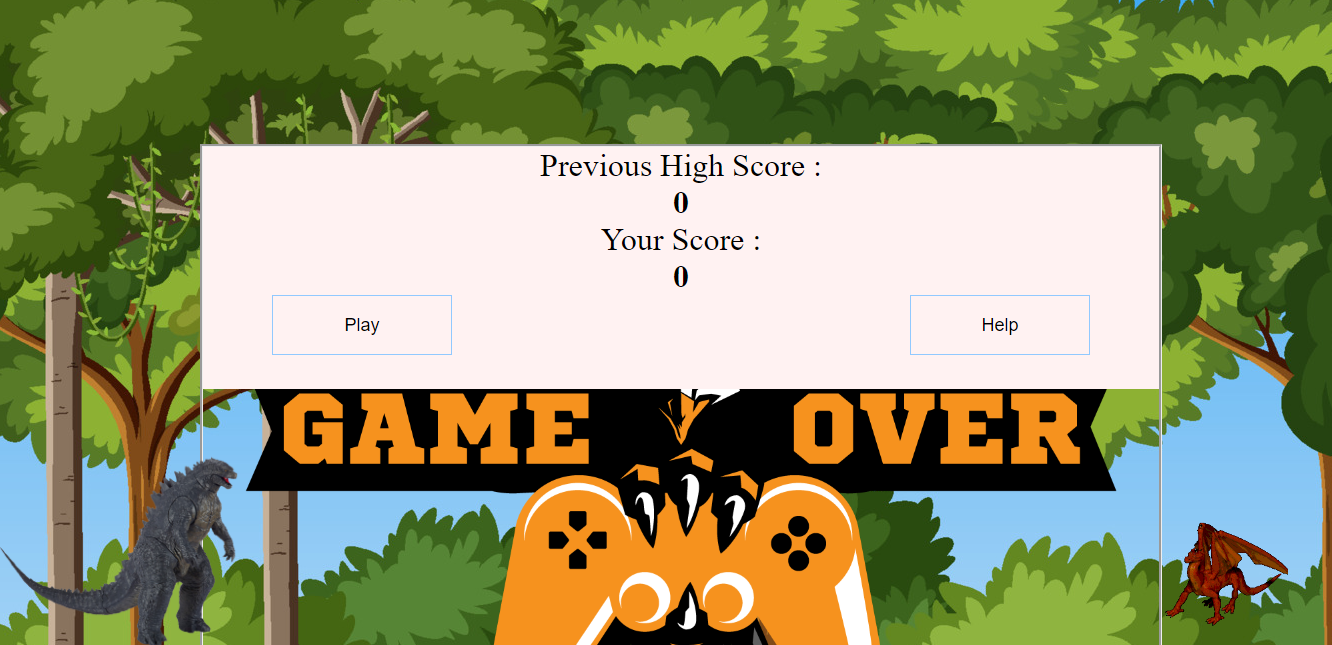 Previous High Score :
0
Your Score :
0
Play Help
GAME OVER